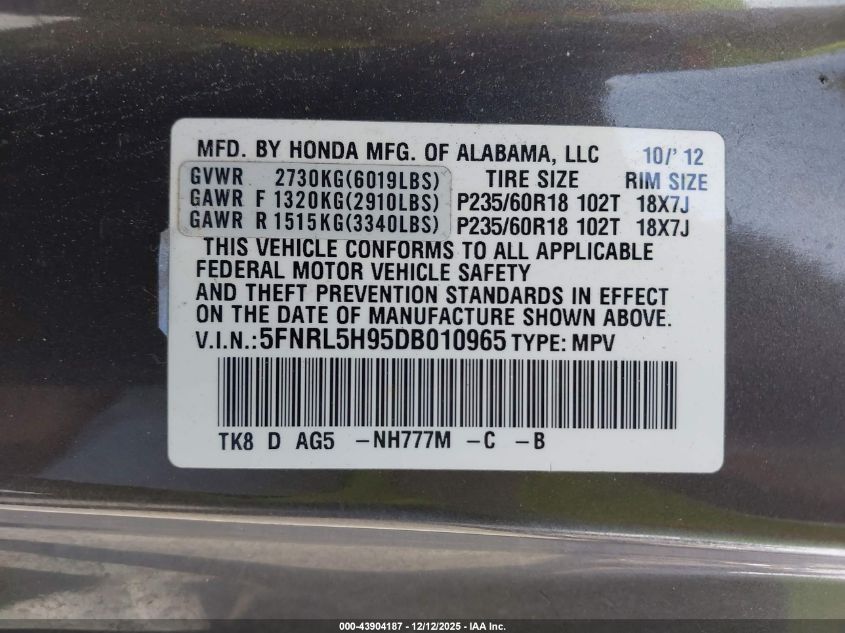 MFD. BY HONDA MFG. OF ALABAMA, LLC 10/'12
GVWR 2730KG(6019LBS) TIRE SIZE RIM SIZE
GAWR F 1320KG(2910LBS) P235/60R18 102T 18X7J
GAWR R 1515KG(3340LBS) P235/60R18 102T 18X7J
THIS VEHICLE CONFORMS TO ALL APPLICABLE
FEDERAL MOTOR VEHICLE SAFETY
AND THEFT PREVENTION STANDARDS IN EFFECT
ON THE DATE OF MANUFACTURE SHOWN ABOVE.
V.I.N.: 5FNRL5H95DB010965 TYPE: MPV
TK8 D AG5 -NH777M -C -B
000-43904187 - 12/12/2025 - IAA Inc.